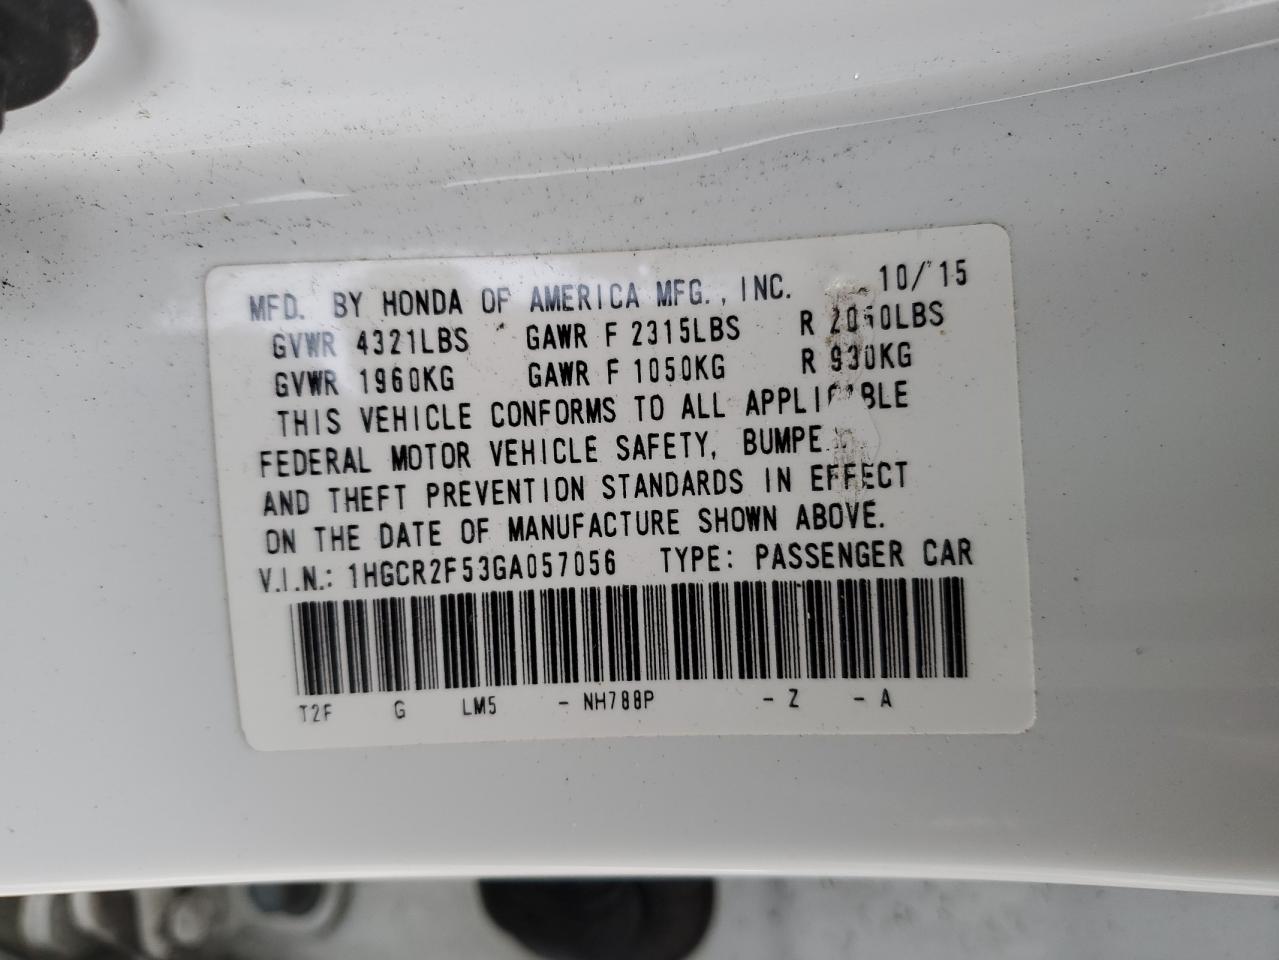 MFD. BY HONDA OF AMERICA MFG., INC. 10/15
GVWR 4321LBS GAWR F 2315LBS R 2050LBS
GVWR 1960KG GAWR F 1050KG R 930KG
THIS VEHICLE CONFORMS TO ALL APPLICABLE
FEDERAL MOTOR VEHICLE SAFETY, BUMPE
AND THEFT PREVENTION STANDARDS IN EFFECT
ON THE DATE OF MANUFACTURE SHOWN ABOVE.
V.I.N.: 1HGCR2F53GA057056 TYPE: PASSENGER CAR
T2F G LM5 - NH788P - Z - A